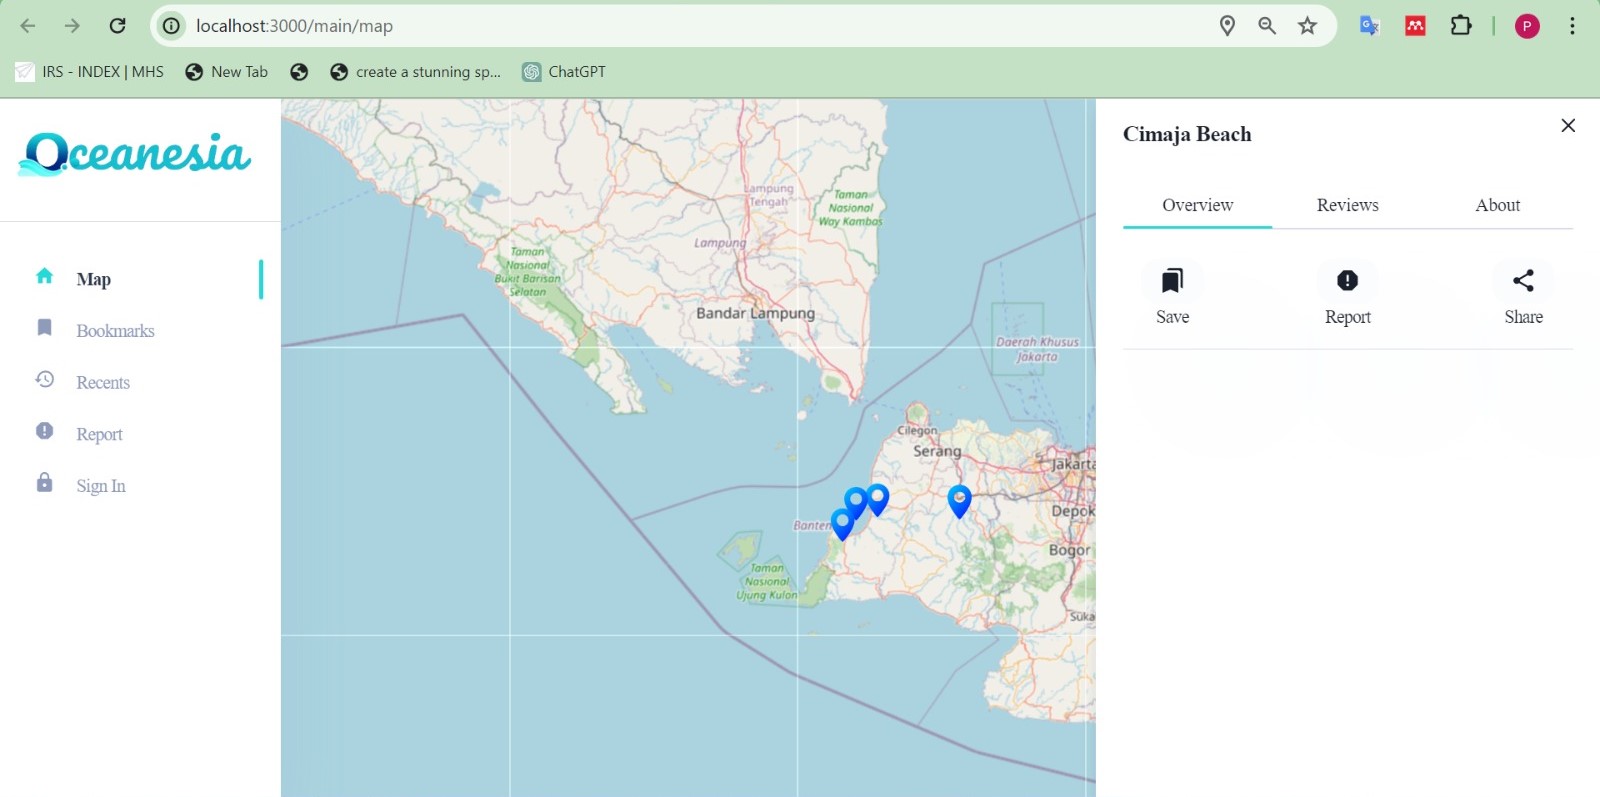 localhost:3000/main/map
P
IRS - INDEX | MHS
New Tab
create a stunning sp...
ChatGPT
Oceanesia
Map
Bookmarks
Recents
Report
Sign In
Lampung
Tengah
Taman
Nasional
Way Kambas
Lampung
Taman
Nasional
Bukit Barisan
Selatan
Bandar Lampung
Daerah Khusus
Jakarta
Cilegon
Serang
Jakarta
Banten
Depok
Bogor
Taman
Nasional
Ujung Kulon
Suka
Cimaja Beach
Overview
Reviews
About
Save
Report
Share